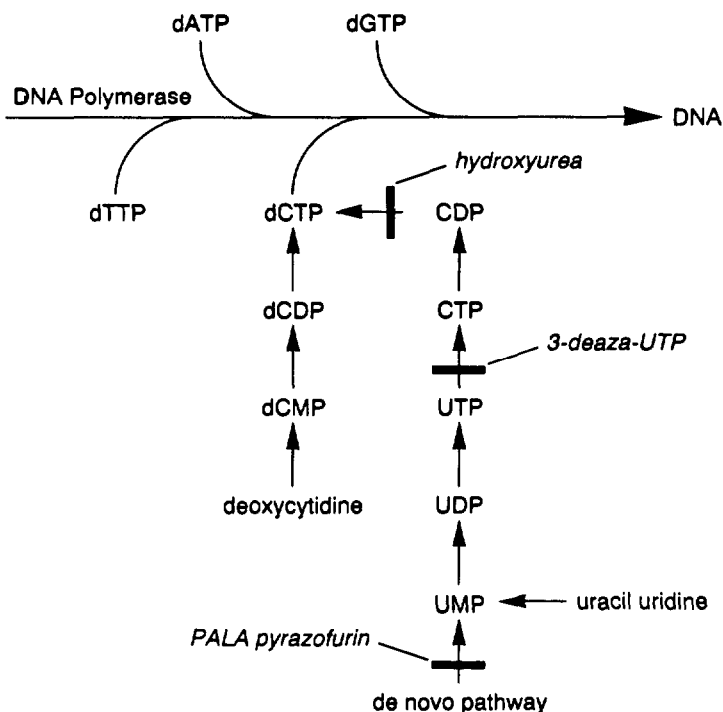 dATP
dGTP
DNA Polymerase
DNA
hydroxyurea
dTTP
dCTP
CDP
dCDP
CTP
3-deaza-UTP
dCMP
UTP
deoxycytidine
UDP
UMP
uracil uridine
PALA pyrazofurin
de novo pathway